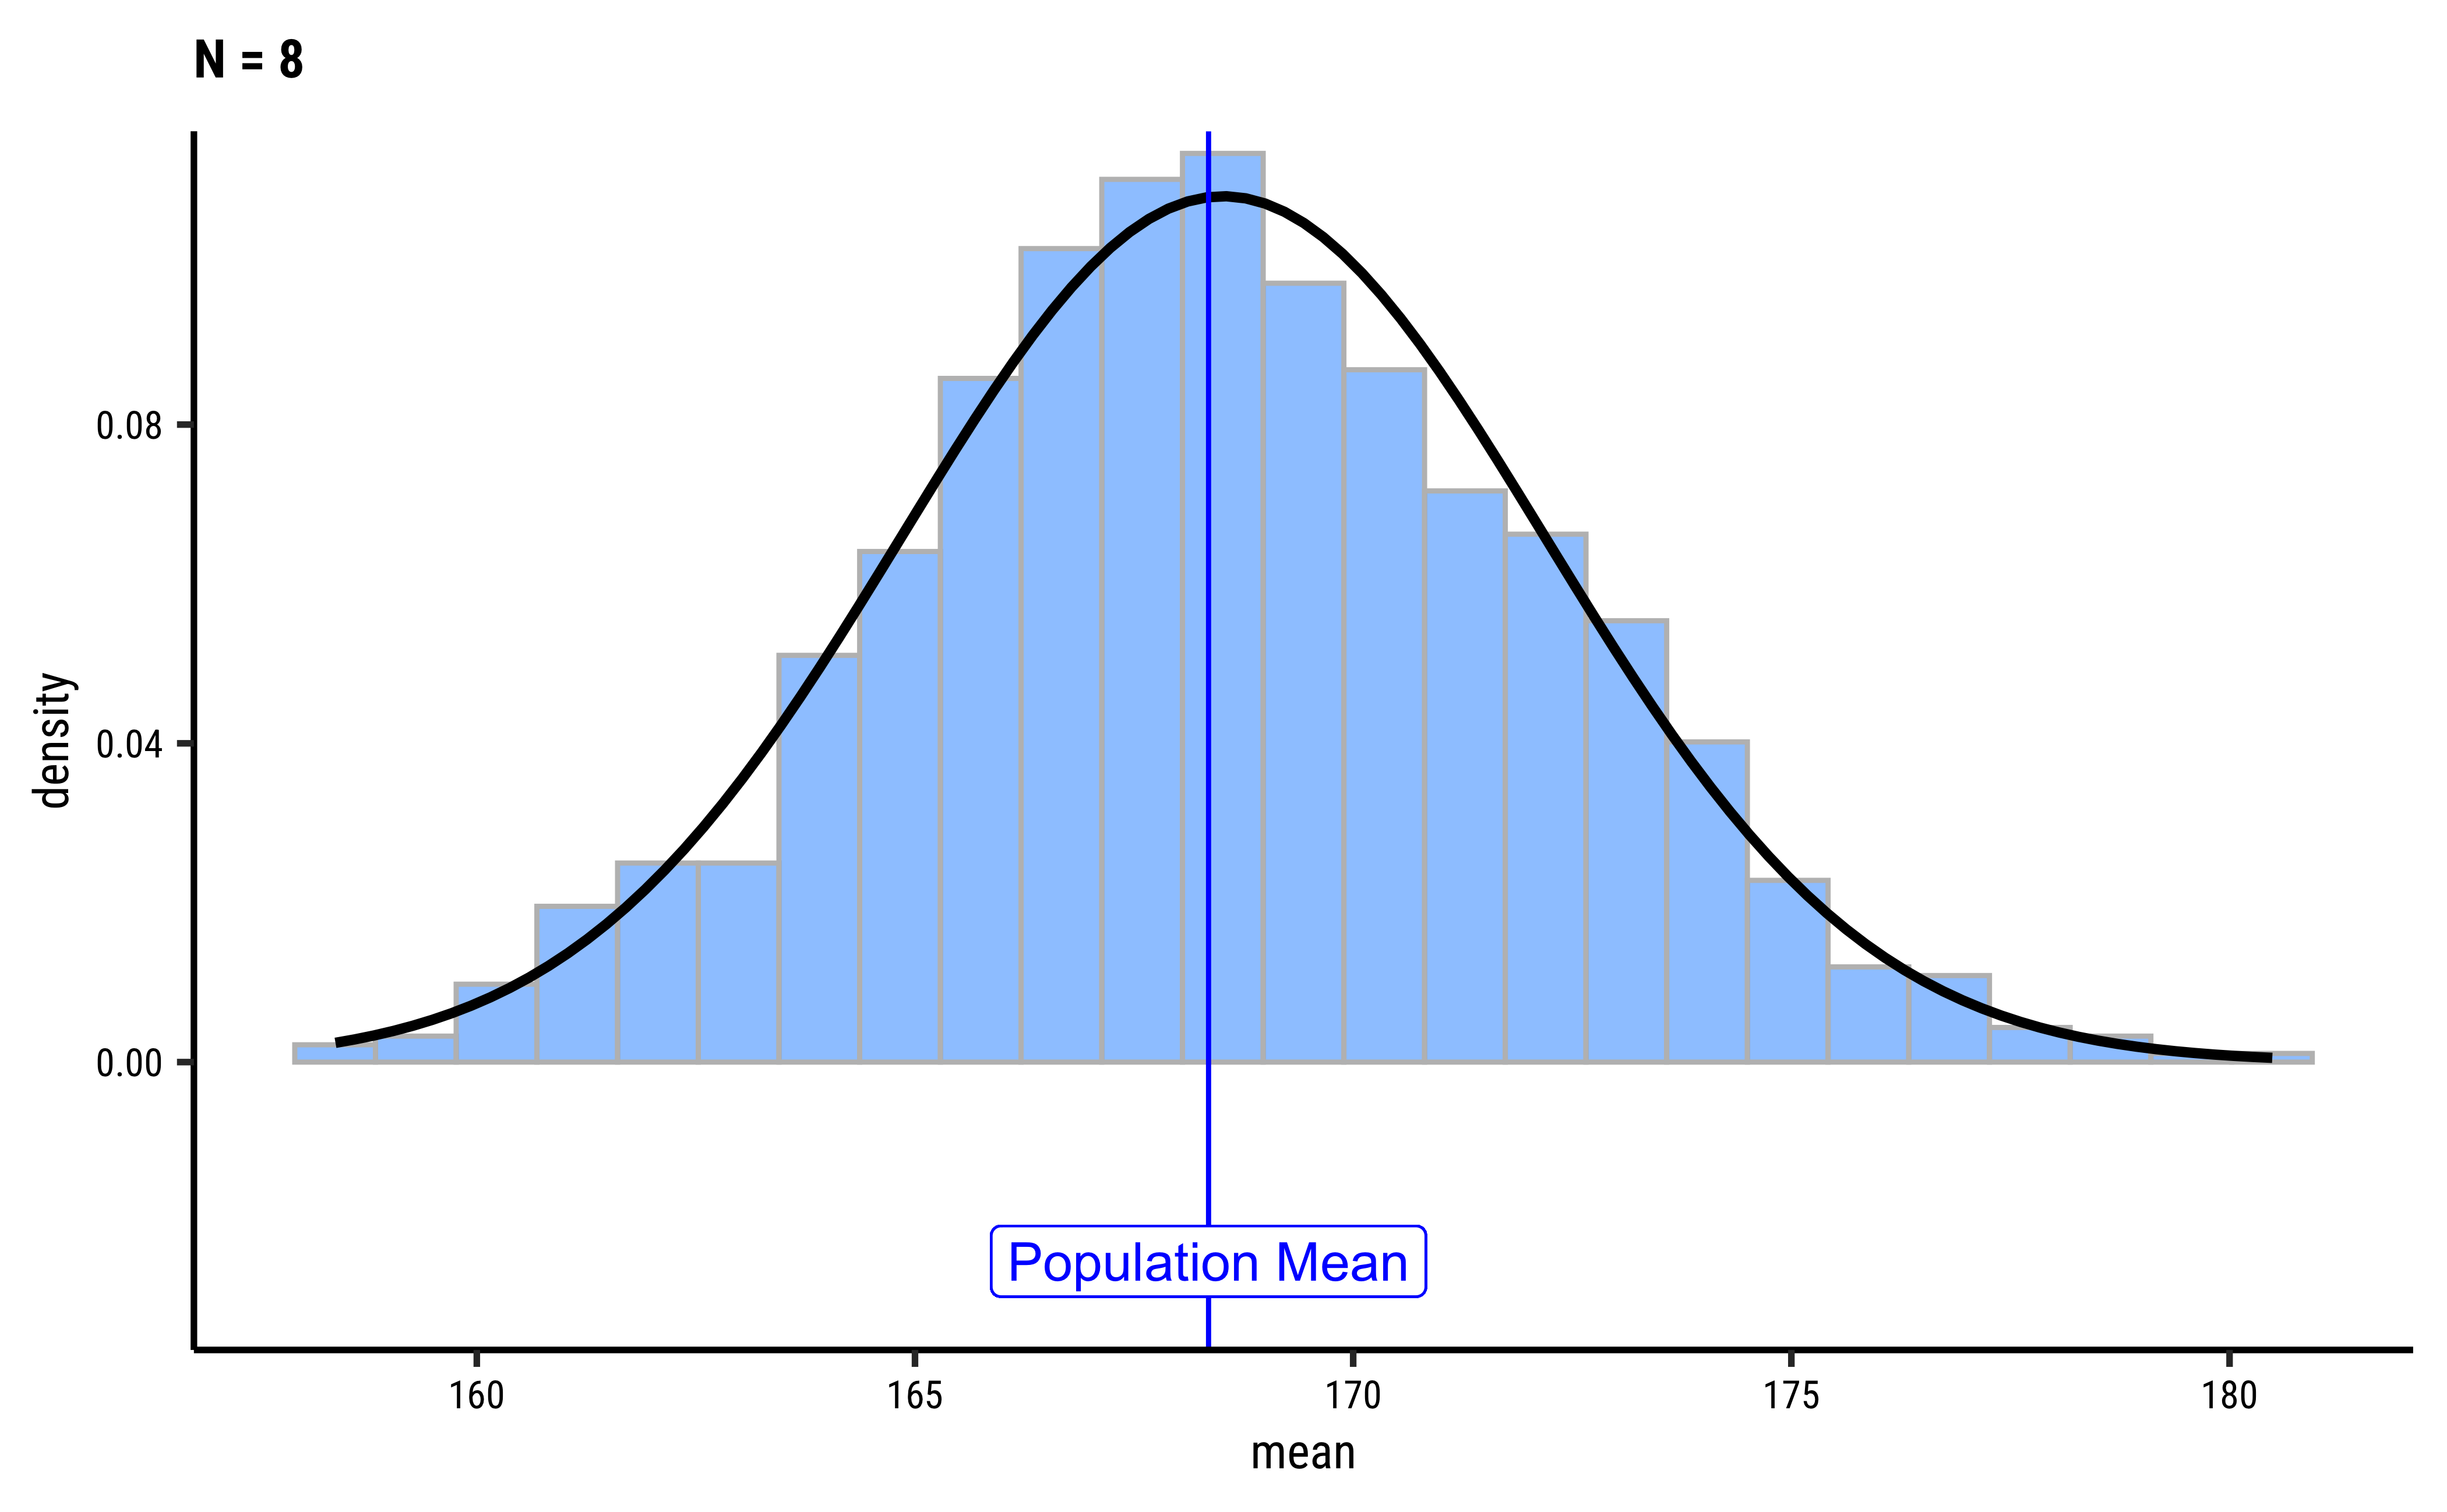 N = 8
density
0.08
0.04
0.00
Population Mean
160
165
170
175
180
mean